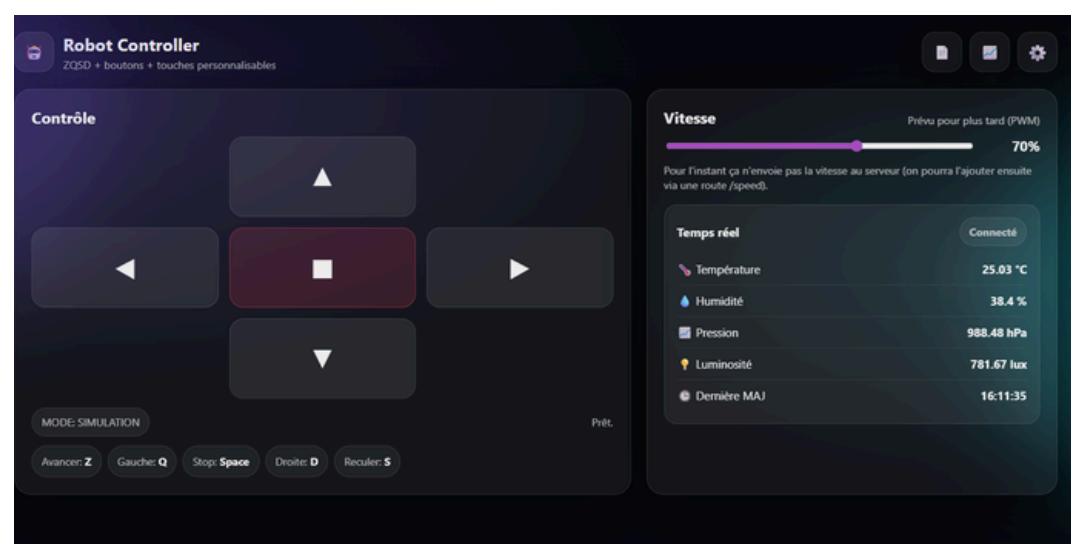 Robot Controller
ZQSD + boutons + touches personnalisables
Contrôle
MODE: SIMULATION
Prêt.
Avancer: Z
Gauche: Q
Stop: Space
Droite: D
Reculer: S
Vitesse
Prévu pour plus tard (PWM)
70%
Pour l'instant ça n'envoie pas la vitesse au serveur (on pourra l'ajouter ensuite
via une route /speed).
Temps réel
Connecté
Température
25.03 °C
Humidité
38.4 %
Pression
988.48 hPa
Luminosité
781.67 lux
Dernière MAJ
16:11:35